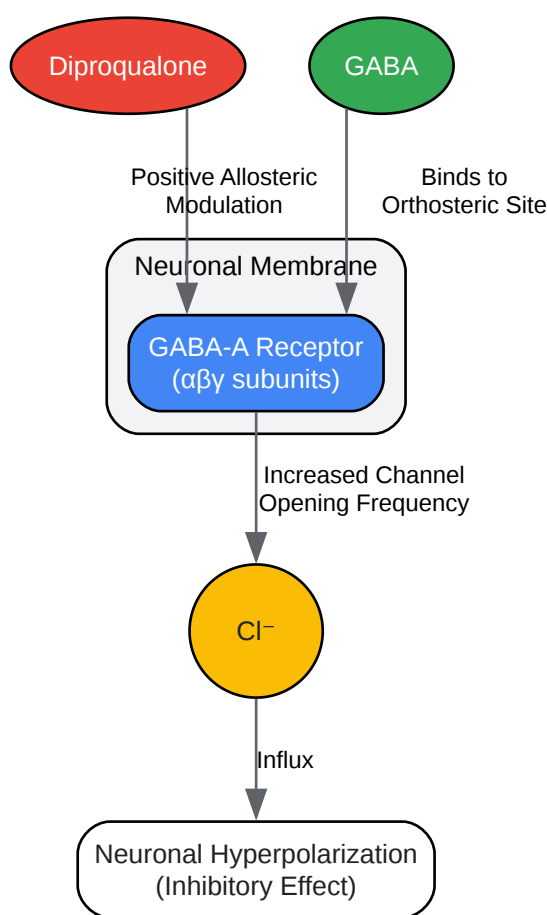 Diproqualone
GABA
Positive Allosteric
Modulation
Binds to
Orthosteric Site
Neuronal Membrane
GABA-A Receptor
(αβγ subunits)
Increased Channel
Opening Frequency
Cl⁻
Influx
Neuronal Hyperpolarization
(Inhibitory Effect)